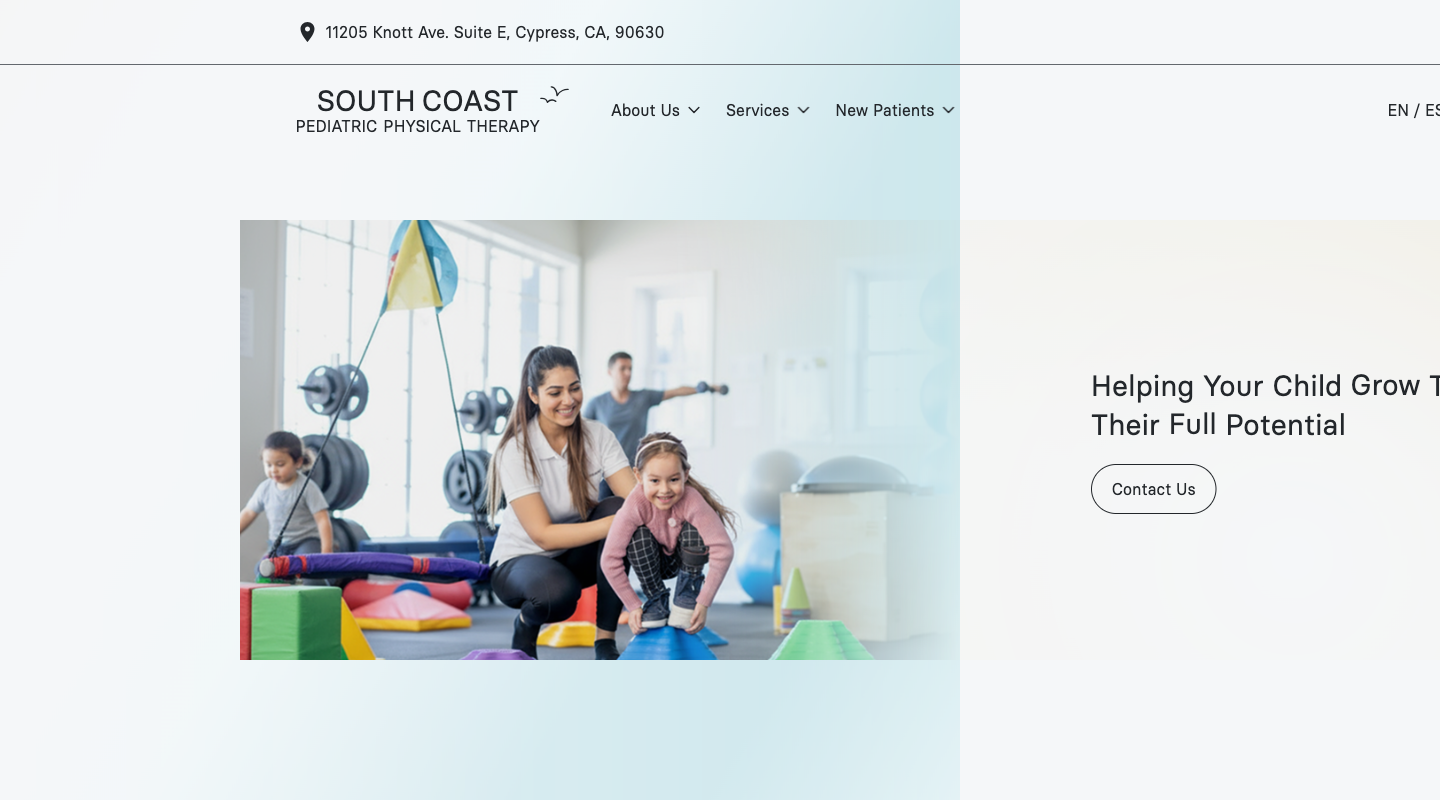 11205 Knott Ave. Suite E, Cypress, CA, 90630
SOUTH COAST
PEDIATRIC PHYSICAL THERAPY
About Us
Services
New Patients
EN / ES
Helping Your Child Grow T
Their Full Potential
Contact Us